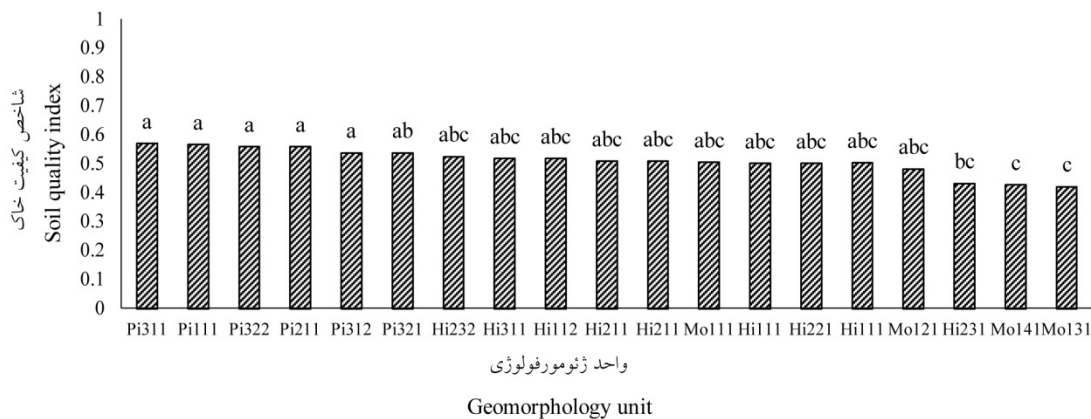 شاخص کیفیت خاک
Soil quality index
1
0.9
0.8
0.7
0.6
0.5
0.4
0.3
0.2
0.1
0
a a a a a ab abc abc abc abc abc abc abc abc abc abc bc c c
Pi311 Pi111 Pi322 Pi211 Pi312 Pi321 Hi232 Hi311 Hi112 Hi211 Hi211 Mo111 Hi111 Hi221 Hi111 Mo121 Hi231 Mo141 Mo131
واحد ژئومورفولوژی
Geomorphology unit